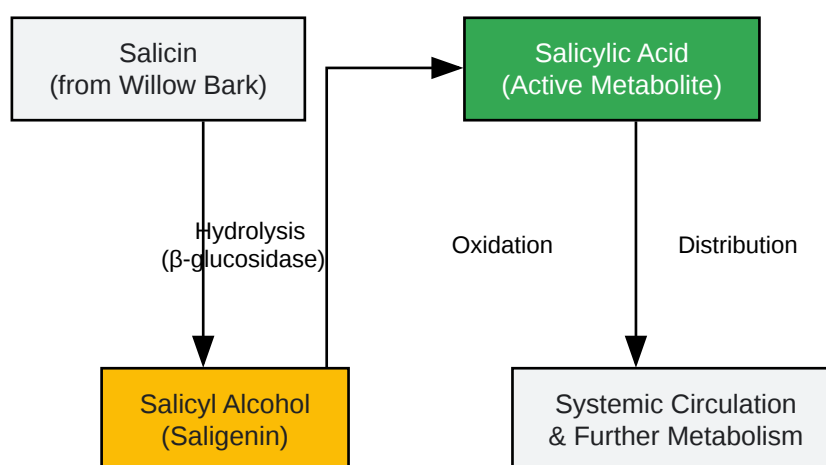 Salicin
(from Willow Bark)
Salicylic Acid
(Active Metabolite)
Hydrolysis
(β-glucosidase)
Oxidation
Distribution
Salicyl Alcohol
(Saligenin)
Systemic Circulation
& Further Metabolism